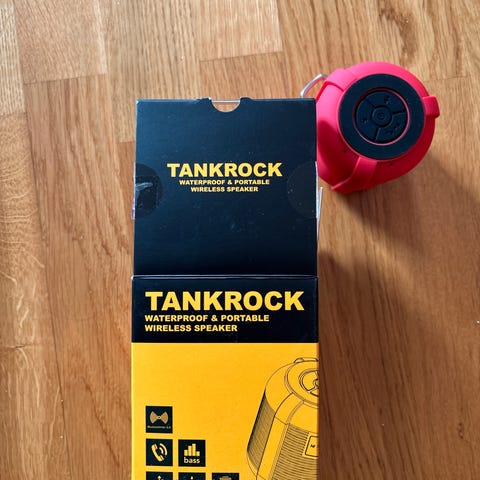 TANKROCK
WATERPROOF & PORTABLE
WIRELESS SPEAKER
TANKROCK
WATERPROOF & PORTABLE
WIRELESS SPEAKER
bass